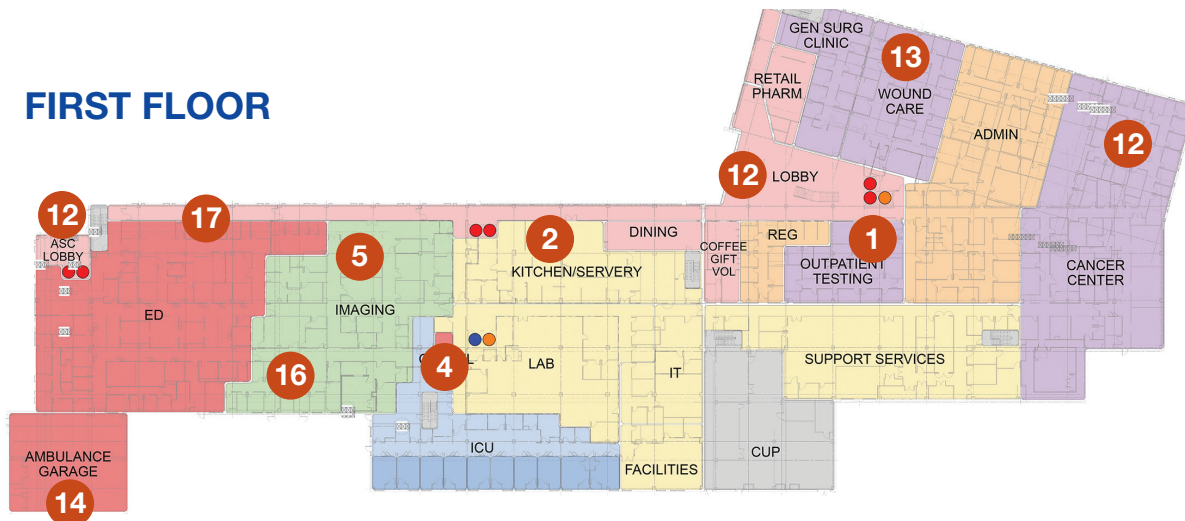 FIRST FLOOR
GEN SURG
CLINIC
13
WOUND
CARE
RETAIL
PHARM
ADMIN
12
12
LOBBY
12
ASC
LOBBY
17
5
2
KITCHEN/SERVERY
DINING
COFFEE
GIFT
VOL
REG
1
OUTPATIENT
TESTING
CANCER
CENTER
ED
IMAGING
16
4
LAB
IT
SUPPORT SERVICES
ICU
FACILITIES
CUP
AMBULANCE
GARAGE
14